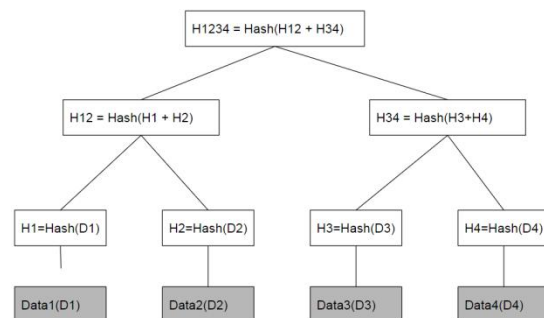 H1234 = Hash(H12 + H34)
H12 = Hash(H1 + H2)
H34 = Hash(H3+H4)
H1=Hash(D1)
H2=Hash(D2)
H3=Hash(D3)
H4=Hash(D4)
Data1(D1)
Data2(D2)
Data3(D3)
Data4(D4)